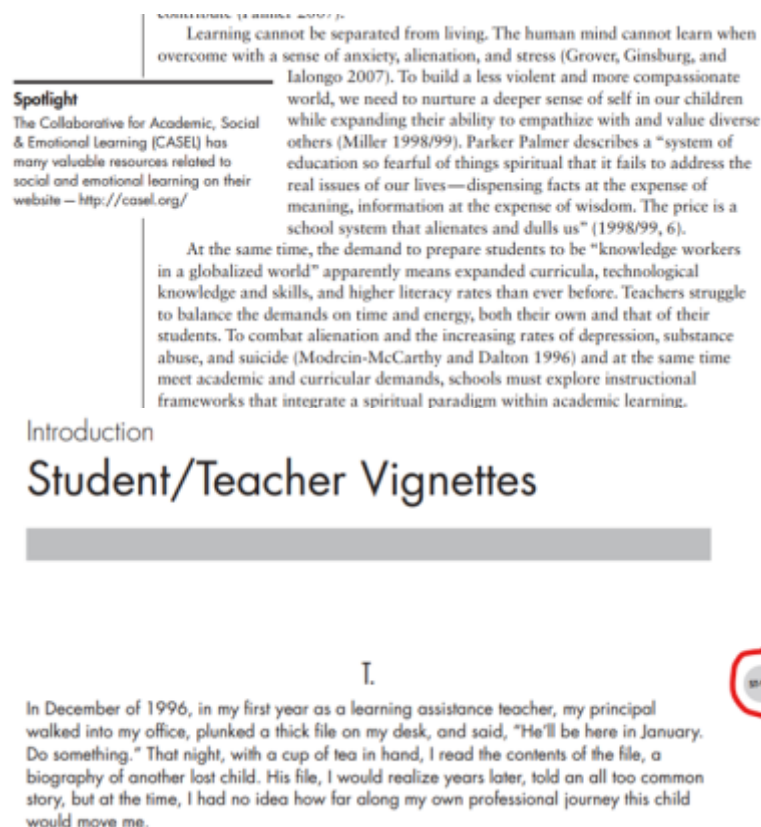 Learning cannot be separated from living. The human mind cannot learn when
overcome with a sense of anxiety, alienation, and stress (Grover, Ginsburg, and
Ialongo 2007). To build a less violent and more compassionate
world, we need to nurture a deeper sense of self in our children
while expanding their ability to empathize with and value diverse
others (Miller 1998/99). Parker Palmer describes a “system of
education so fearful of things spiritual that it fails to address the
real issues of our lives—dispensing facts at the expense of
meaning, information at the expense of wisdom. The price is a
school system that alienates and dulls us” (1998/99, 6).
Spotlight
The Collaborative for Academic, Social
& Emotional Learning (CASEL) has
many valuable resources related to
social and emotional learning on their
website — http://casel.org/
At the same time, the demand to prepare students to be “knowledge workers
in a globalized world” apparently means expanded curricula, technological
knowledge and skills, and higher literacy rates than ever before. Teachers struggle
to balance the demands on time and energy, both their own and that of their
students. To combat alienation and the increasing rates of depression, substance
abuse, and suicide (Modrcin-McCarthy and Dalton 1996) and at the same time
meet academic and curricular demands, schools must explore instructional
frameworks that integrate a spiritual paradigm within academic learning.
Introduction
Student/Teacher Vignettes
T.
In December of 1996, in my first year as a learning assistance teacher, my principal
walked into my office, plunked a thick file on my desk, and said, “He’ll be here in January.
Do something.” That night, with a cup of tea in hand, I read the contents of the file, a
biography of another lost child. His file, I would realize years later, told an all too common
story, but at the time, I had no idea how far along my own professional journey this child
would move me.